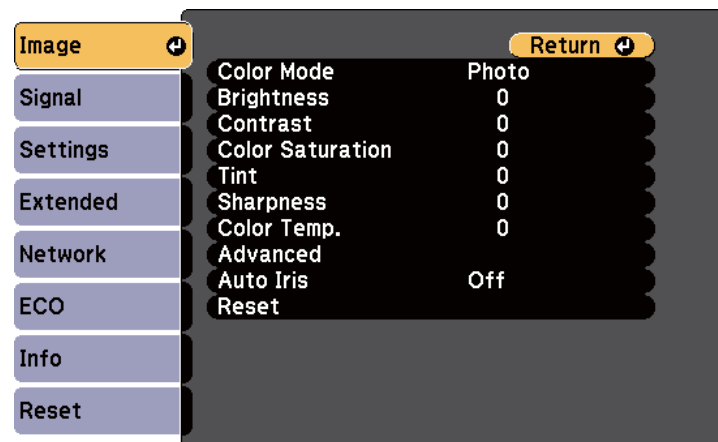 Image
Signal
Settings
Extended
Network
ECO
Info
Reset
Return
Color Mode Photo
Brightness 0
Contrast 0
Color Saturation 0
Tint 0
Sharpness 0
Color Temp. 0
Advanced
Auto Iris Off
Reset